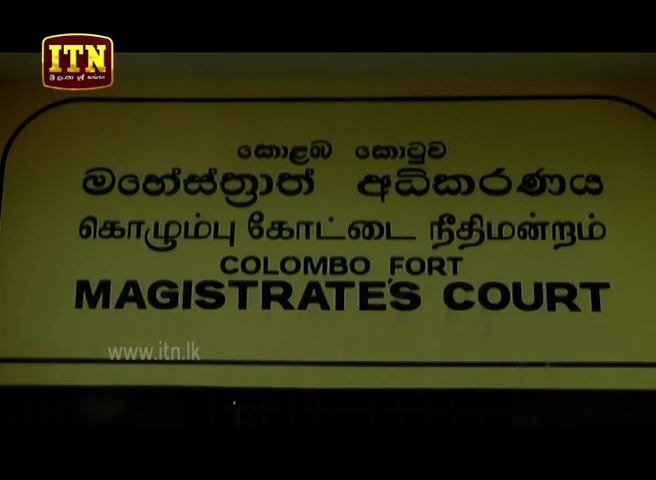 ITN
කොළඹ කොටුව
මහේස්ත්‍රාත් අධිකරණය
கொழும்பு கோட்டை நீதிமன்றம்
COLOMBO FORT
MAGISTRATE'S COURT
www.itn.lk